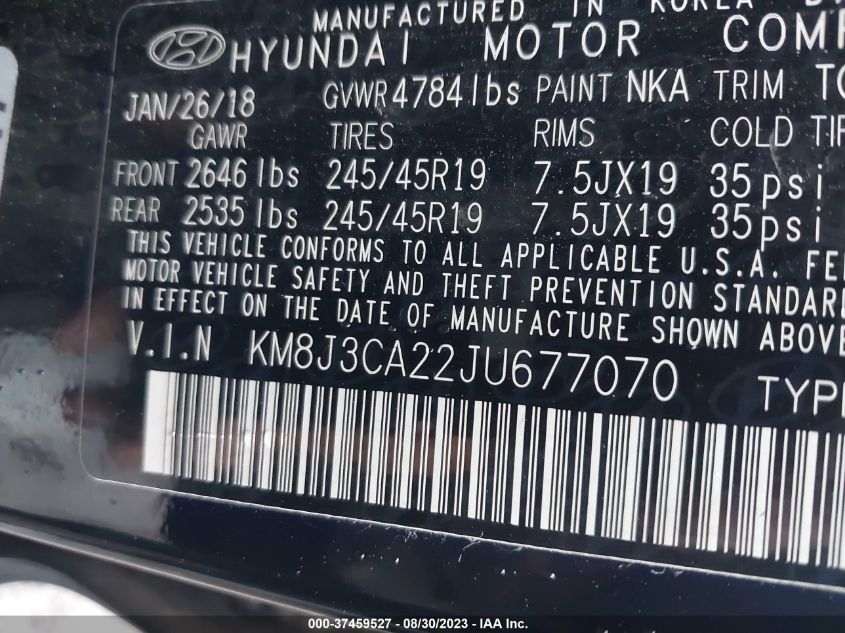 MANUFACTURED IN KOREA
HYUNDAI MOTOR
JAN/26/18 GVWR 4784 lbs PAINT NKA TRIM
GAWR TIRES RIMS COLD
FRONT 2646 lbs 245/45R19 7.5JX19 35psi
REAR 2535 lbs 245/45R19 7.5JX19 35psi
THIS VEHICLE CONFORMS TO ALL APPLICABLE U.S.A.
MOTOR VEHICLE SAFETY AND THEFT PREVENTION STANDARD
IN EFFECT ON THE DATE OF MANUFACTURE SHOWN ABOVE
V.I.N KM8J3CA22JU677070 TYPE
000-37459527 - 08/30/2023 - IAA Inc.